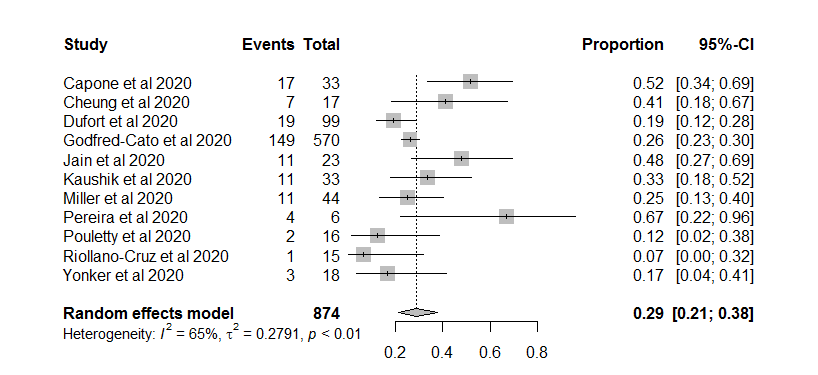 Study Events Total Proportion 95%-CI
Capone et al 2020 17 33 0.52 [0.34; 0.69]
Cheung et al 2020 7 17 0.41 [0.18; 0.67]
Dufort et al 2020 19 99 0.19 [0.12; 0.28]
Godfred-Cato et al 2020 149 570 0.26 [0.23; 0.30]
Jain et al 2020 11 23 0.48 [0.27; 0.69]
Kaushik et al 2020 11 33 0.33 [0.18; 0.52]
Miller et al 2020 11 44 0.25 [0.13; 0.40]
Pereira et al 2020 4 6 0.67 [0.22; 0.96]
Pouletty et al 2020 2 16 0.12 [0.02; 0.38]
Riollano-Cruz et al 2020 1 15 0.07 [0.00; 0.32]
Yonker et al 2020 3 18 0.17 [0.04; 0.41]
Random effects model 874 0.29 [0.21; 0.38]
Heterogeneity: I² = 65%, τ² = 0.2791, p < 0.01
0.2 0.4 0.6 0.8